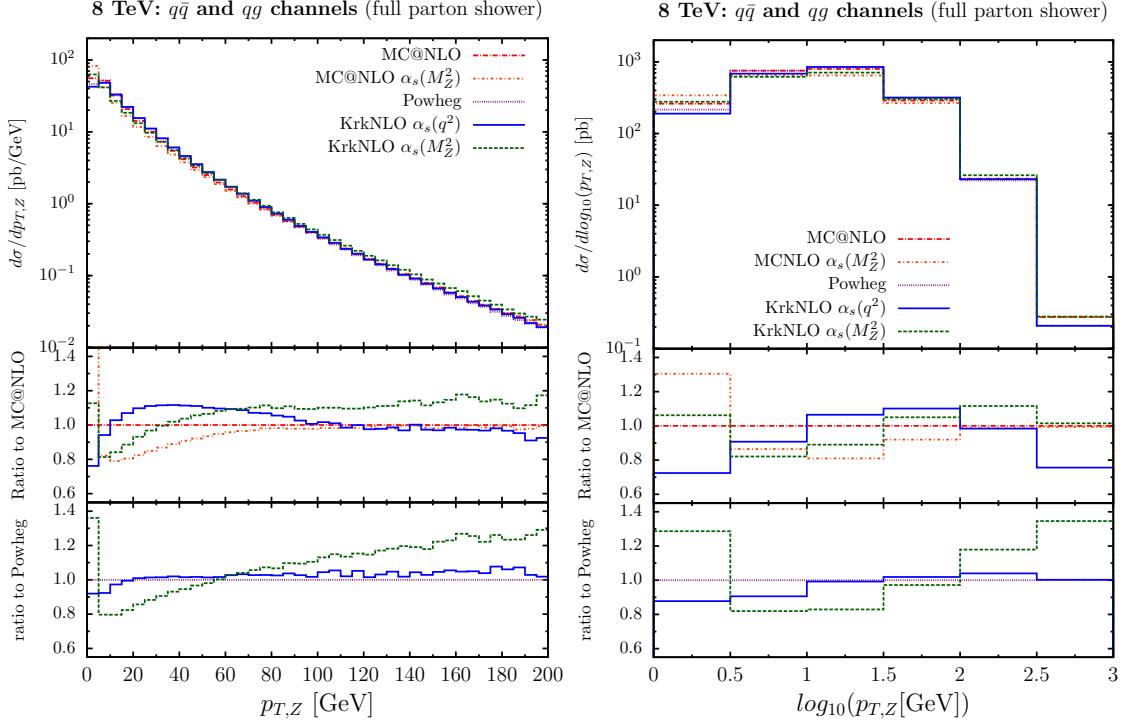 8 TeV: qq̄ and qg channels (full parton shower)
dσ/dp_{T,Z} [pb/GeV]
10^2
10^1
10^0
10^{-1}
10^{-2}
MC@NLO
MC@NLO α_s(M_Z^2)
Powheg
KrkNLO α_s(q^2)
KrkNLO α_s(M_Z^2)
Ratio to MC@NLO
1.4
1.2
1.0
0.8
0.6
ratio to Powheg
1.4
1.2
1.0
0.8
0.6
0 20 40 60 80 100 120 140 160 180 200
p_{T,Z} [GeV]
8 TeV: qq̄ and qg channels (full parton shower)
dσ/dlog_{10}(p_{T,Z}) [pb]
10^3
10^2
10^1
10^0
10^{-1}
MC@NLO
MCNLO α_s(M_Z^2)
Powheg
KrkNLO α_s(q^2)
KrkNLO α_s(M_Z^2)
Ratio to MC@NLO
1.4
1.2
1.0
0.8
0.6
ratio to Powheg
1.4
1.2
1.0
0.8
0.6
0 0.5 1 1.5 2 2.5 3
log_{10}(p_{T,Z}[GeV])